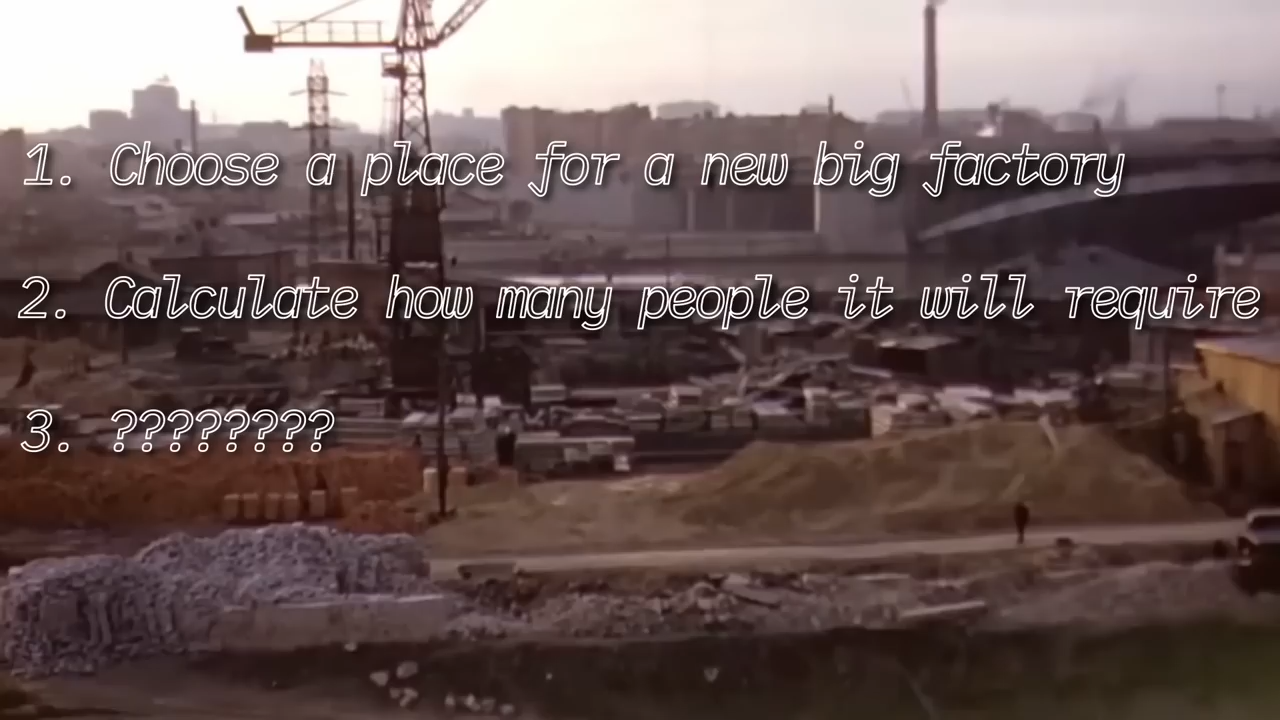 1. Choose a place for a new big factory
2. Calculate how many people it will require
3. ????????